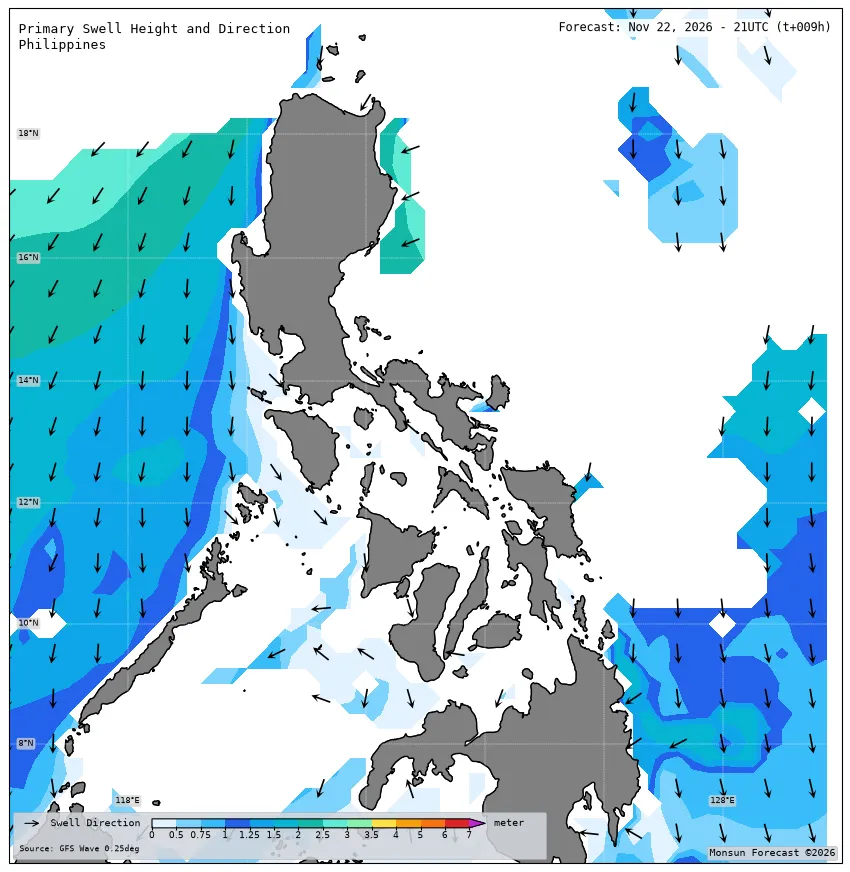 Primary Swell Height and Direction
Philippines
Forecast: Nov 22, 2026 - 21UTC (t+009h)
18°N
16°N
14°N
12°N
10°N
8°N
118°E
128°E
Swell Direction
meter
0 0.5 0.75 1 1.25 1.5 2 2.5 3 3.5 4 5 6 7
Source: GFS Wave 0.25deg
Monsun Forecast ©2026